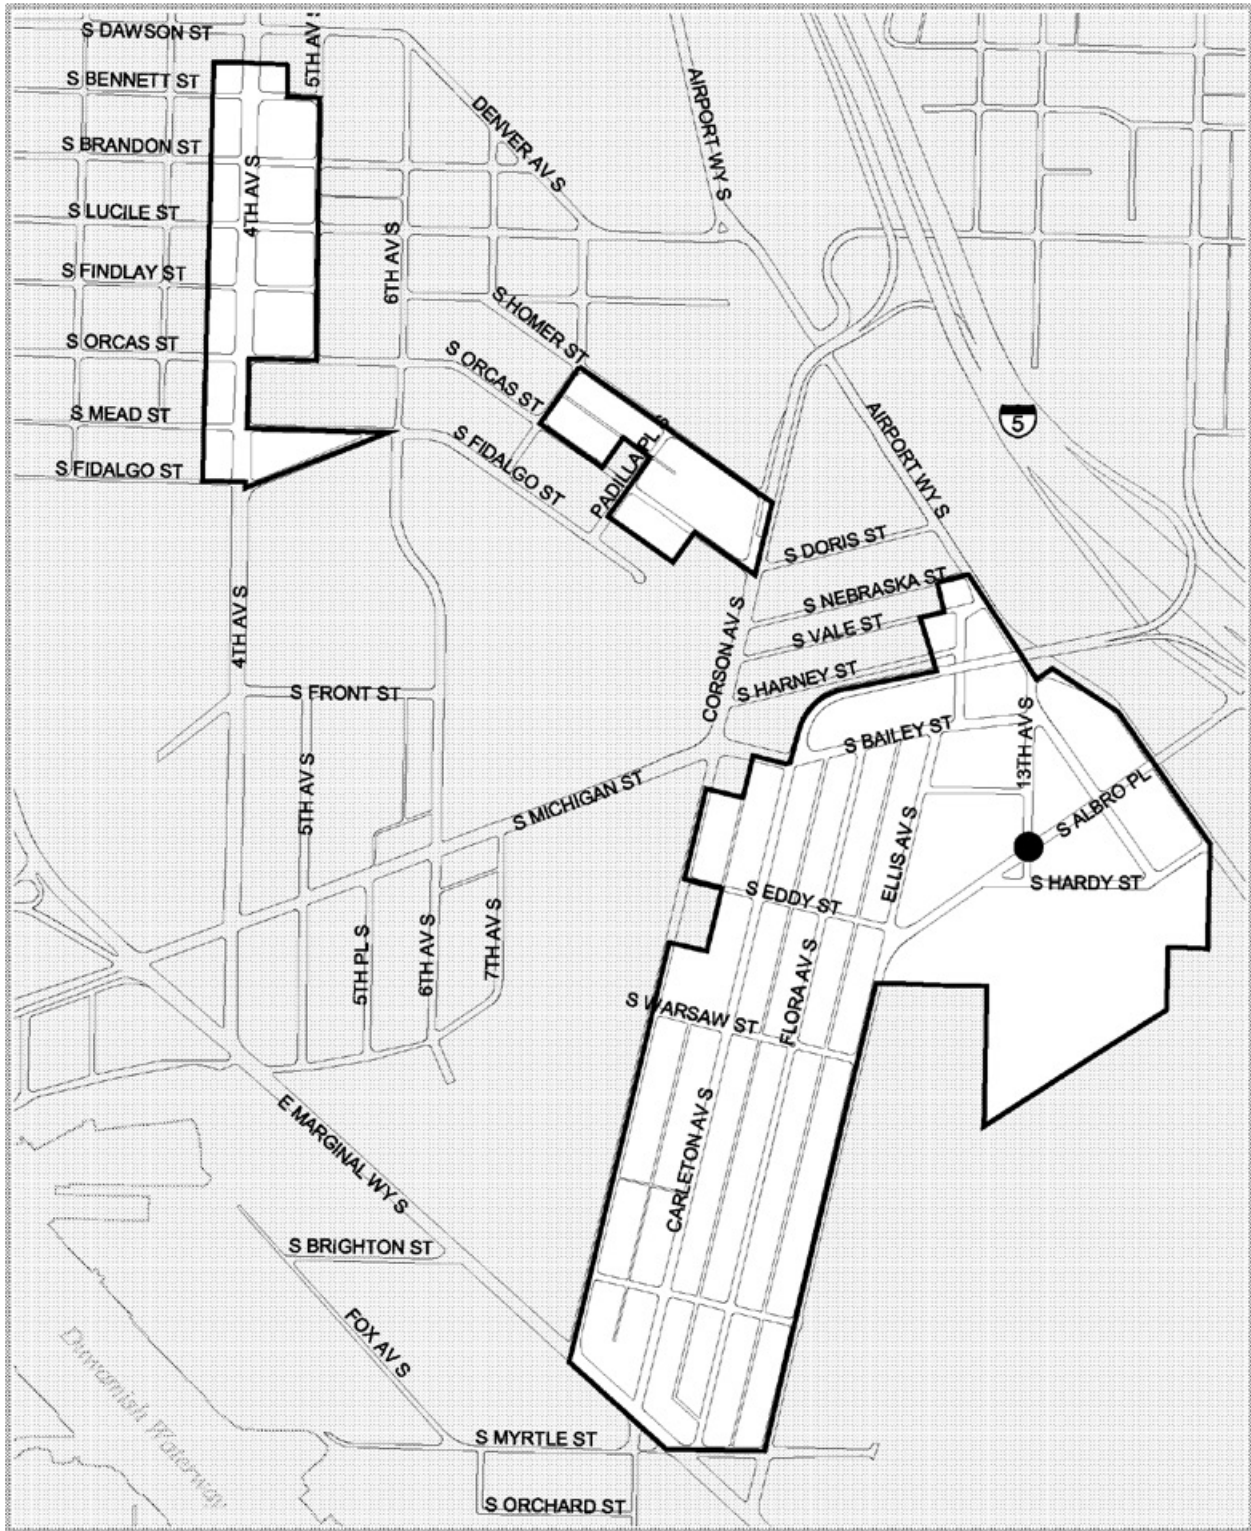 S DAWSON ST
5TH AV S
S BENNETT ST
AIRPORT WY S
DENVER AV S
S BRANDON ST
4TH AV S
S LUCILE ST
6TH AV S
S FINDLAY ST
S HOMER ST
S ORCAS ST
S ORCAS ST
S MEAD ST
5
AIRPORT WY S
PADILLA PL S
S FIDALGO ST
S FIDALGO ST
S DORIS ST
S NEBRASKA ST
4TH AV S
CORSON AV S
S VALE ST
S HARNEY ST
S FRONT ST
S BAILEY ST
13TH AV S
5TH AV S
S MICHIGAN ST
S ALBRO PL
ELLIS AV S
S EDDY ST
S HARDY ST
5TH PL S
6TH AV S
7TH AV S
FLORA AV S
S WARSAW ST
E MARGINAL WY S
CARLETON AV S
S BRIGHTON ST
FOX AV S
Duwamish Waterway
S MYRTLE ST
S ORCHARD ST